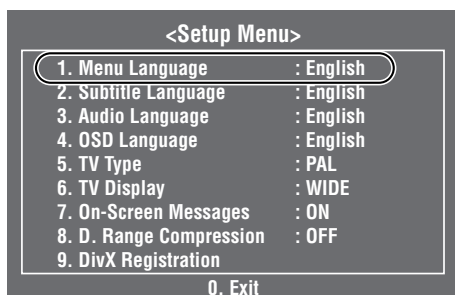 <Setup Menu>
1. Menu Language : English
2. Subtitle Language : English
3. Audio Language : English
4. OSD Language : English
5. TV Type : PAL
6. TV Display : WIDE
7. On-Screen Messages : ON
8. D. Range Compression : OFF
9. DivX Registration
0. Exit